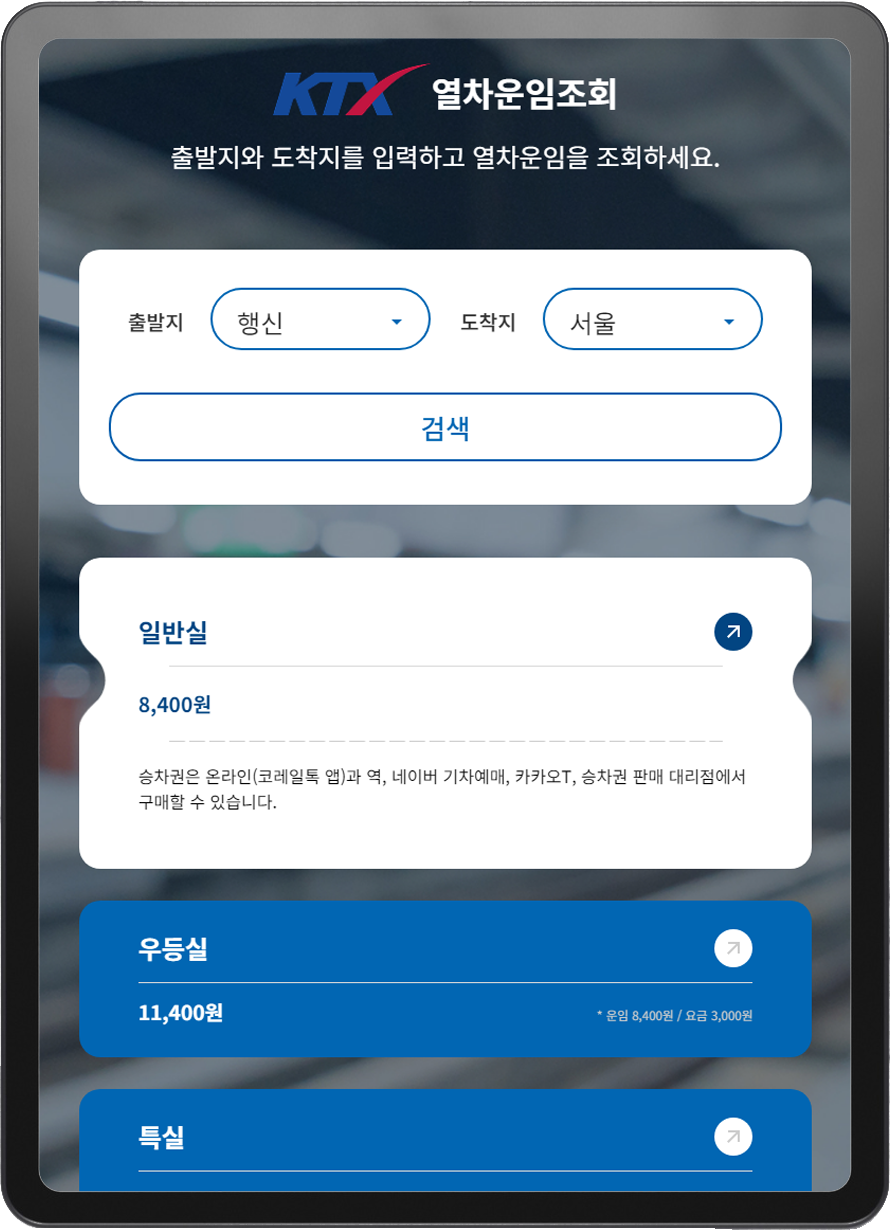 KTX 열차운임조회
출발지와 도착지를 입력하고 열차운임을 조회하세요.
출발지 행신 도착지 서울
검색
일반실
8,400원
승차권은 온라인(코레일톡 앱)과 역, 네이버 기차예매, 카카오T, 승차권 판매 대리점에서
구매할 수 있습니다.
우등실
11,400원 * 운임 8,400원 / 요금 3,000원
특실